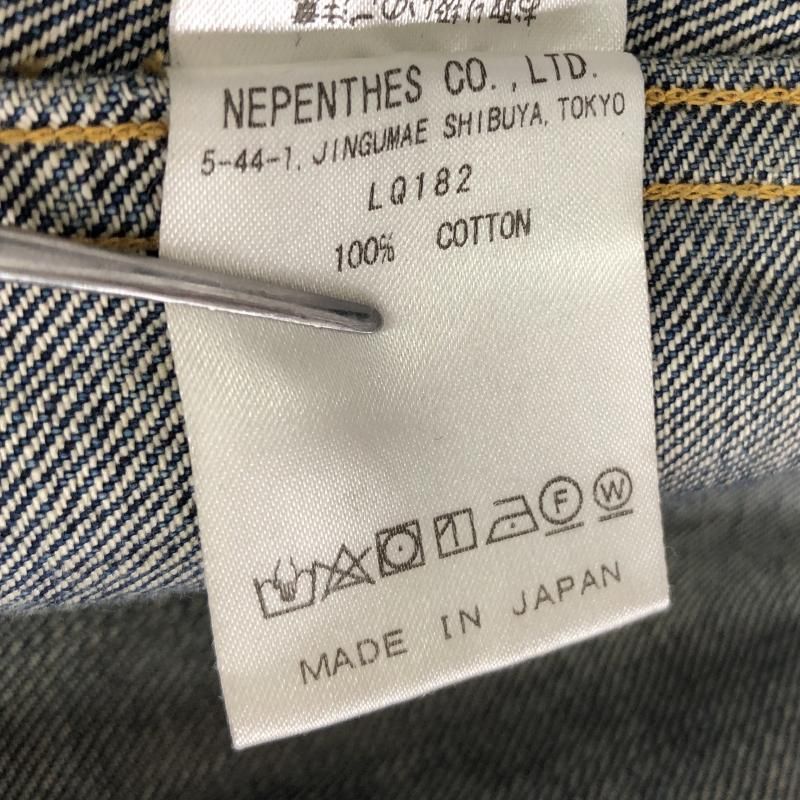 NEPENTHES CO.,LTD.
5-44-1, JINGUMAE SHIBUYA, TOKYO
LQ182
100% COTTON
F W
MADE IN JAPAN